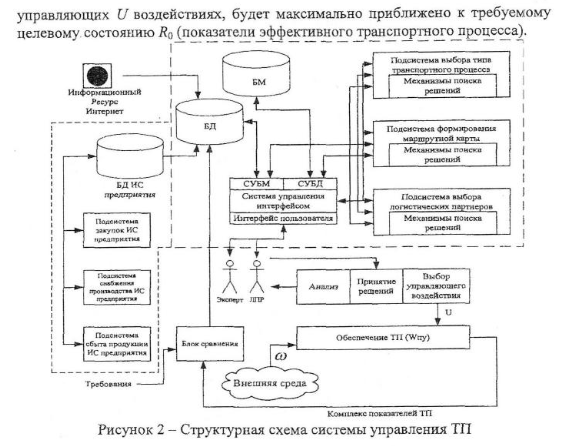 управляющих U воздействиях, будет максимально приближено к требуемому
целевому состоянию R0 (показатели эффективного транспортного процесса).
Информационный
Ресурс
Интернет
БМ
БД
Подсистема выбора типа
транспортного процесса
Механизмы поиска
решений
Подсистема формирования
маршрутной карты
Механизмы поиска
решений
Подсистема выбора
логистических партнеров
Механизмы поиска
решений
БД ИС
предприятия
СУБМ
СУБД
Система управления
интерфейсом
Интерфейс пользователя
Подсистема
закупок ИС
предприятия
Подсистема
снабжения
производства ИС
предприятия
Подсистема
сбыта продукции
ИС предприятия
Эксперт
ЛПР
Анализ
Принятие
решений
Выбор
управляющего
воздействия
U
Блок сравнения
Обеспечение ТП (Wпу)
ω
Внешняя среда
Требования
Комплекс показателей ТП
Рисунок 2 – Структурная схема системы управления ТП